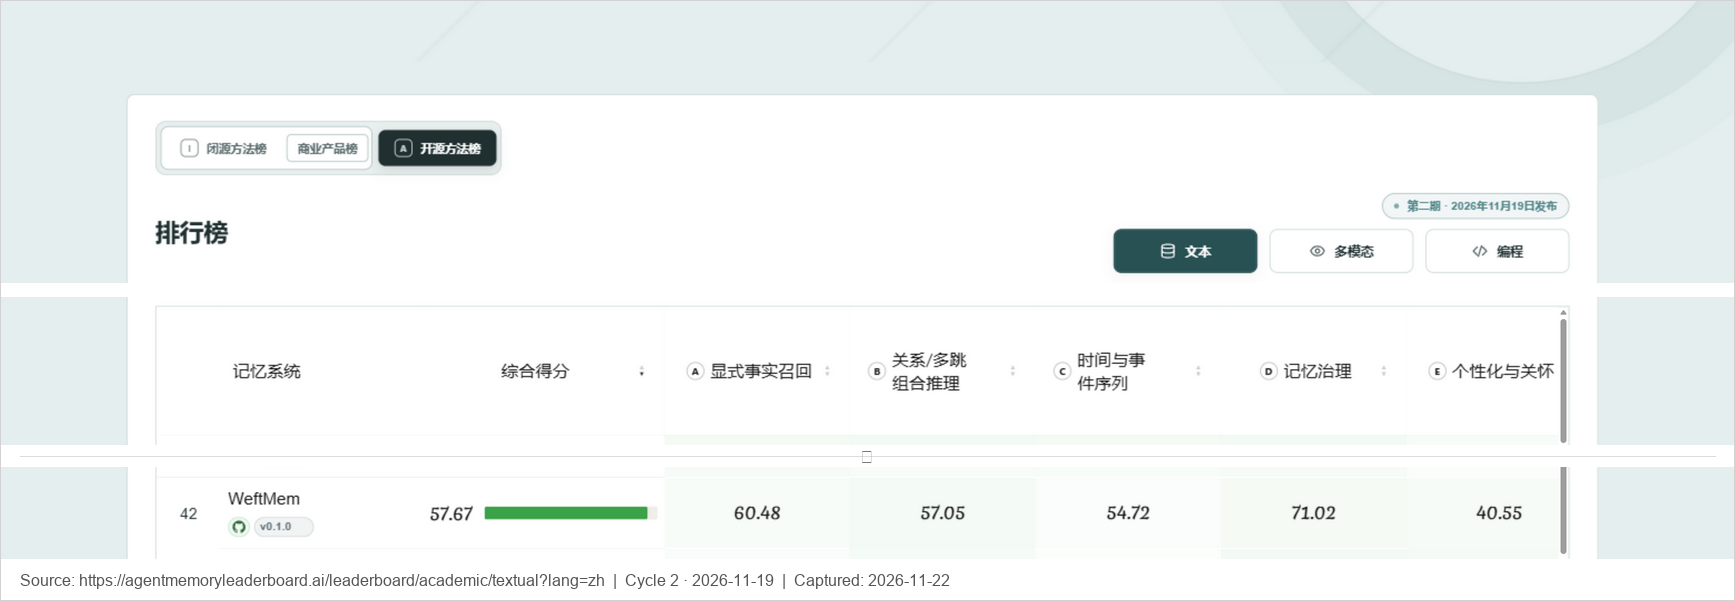 I 闭源方法榜 商业产品榜 A 开源方法榜
第二期 · 2026年11月19日发布
排行榜
文本 多模态 编程
记忆系统 综合得分 A 显式事实召回 B 关系/多跳 C 时间与事 D 记忆治理 E 个性化与关怀
组合推理 件序列
42 WeftMem 57.67 60.48 57.05 54.72 71.02 40.55
v0.1.0
Source: https://agentmemoryleaderboard.ai/leaderboard/academic/textual?lang=zh | Cycle 2 · 2026-11-19 | Captured: 2026-11-22